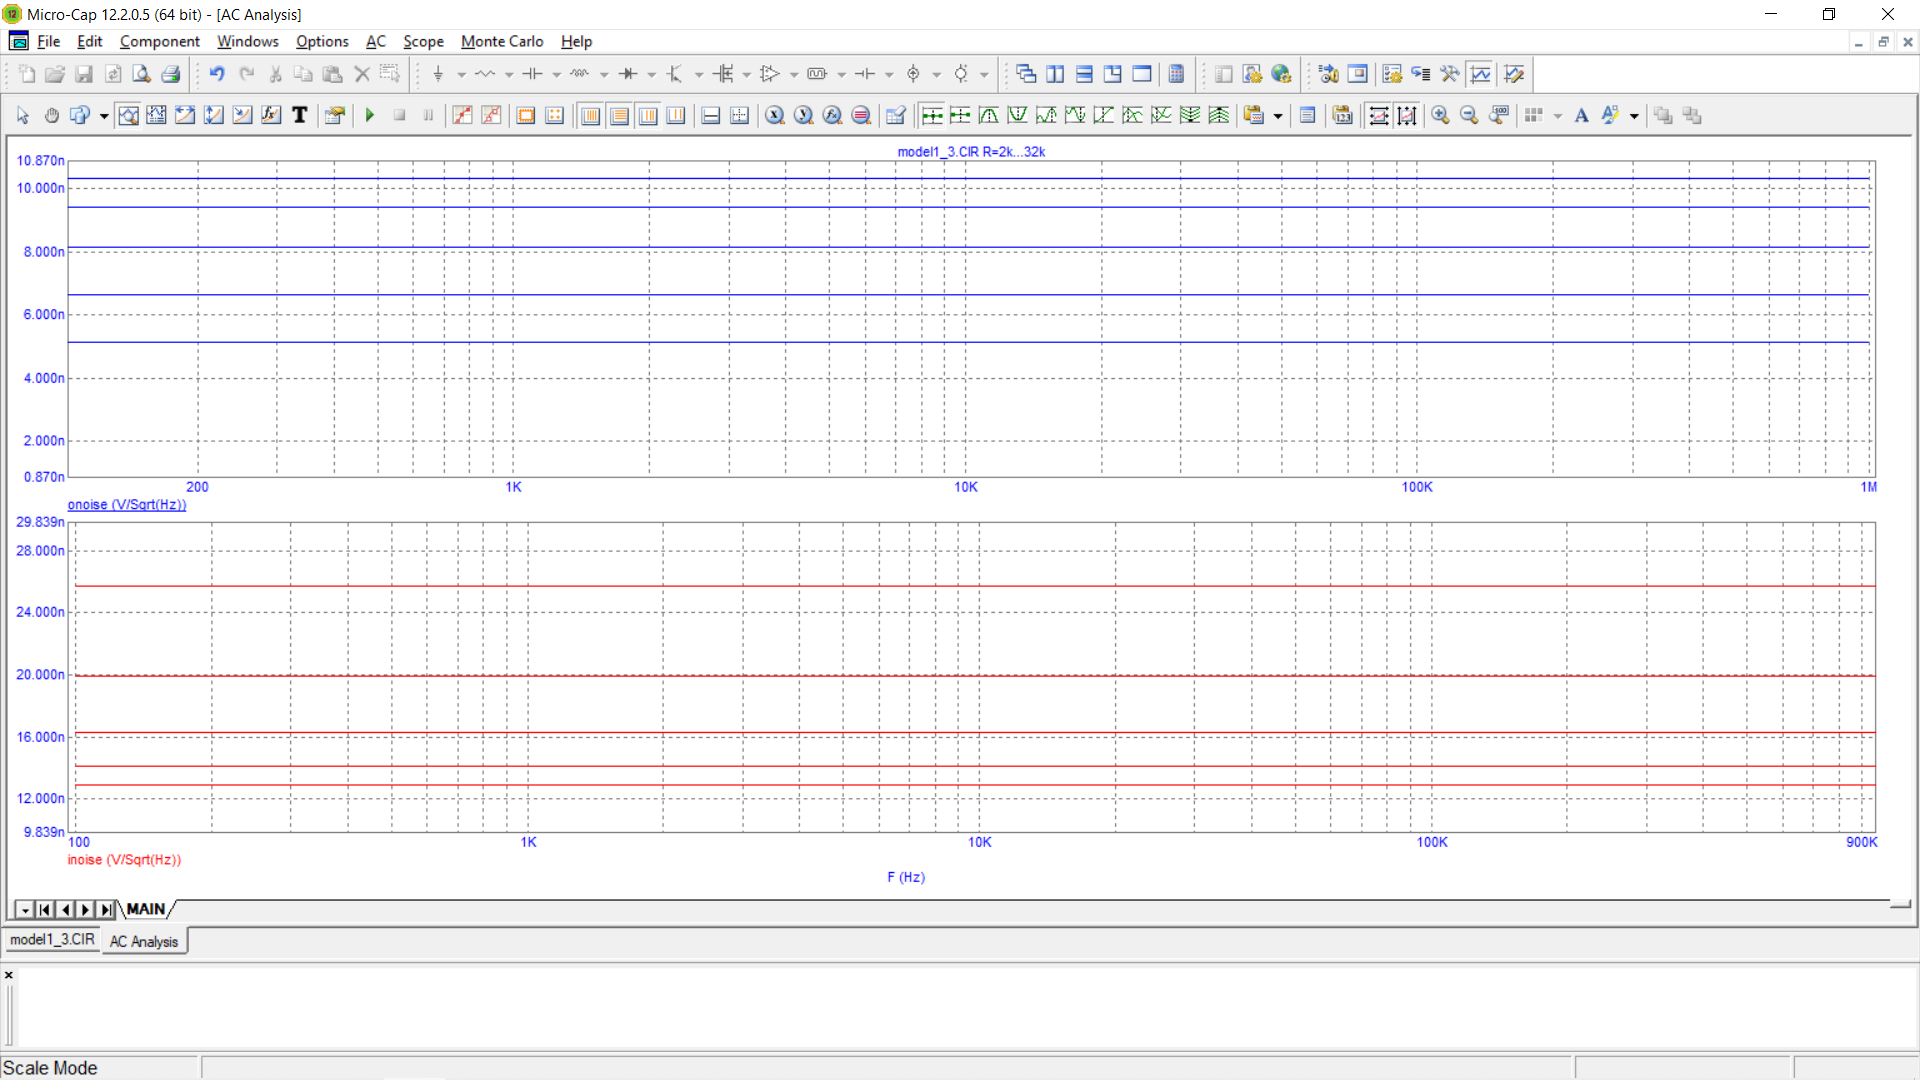 Micro-Cap 12.2.0.5 (64 bit) - [AC Analysis]
File Edit Component Windows Options AC Scope Monte Carlo Help
model1_3.CIR R=2k...32k
10.870n
10.000n
8.000n
6.000n
4.000n
2.000n
0.870n
200 1K 10K 100K 1M
onoise (V/Sqrt(Hz))
29.839n
28.000n
24.000n
20.000n
16.000n
12.000n
9.839n
100 1K 10K 100K 900K
inoise (V/Sqrt(Hz))
F (Hz)
MAIN
model1_3.CIR AC Analysis
Scale Mode